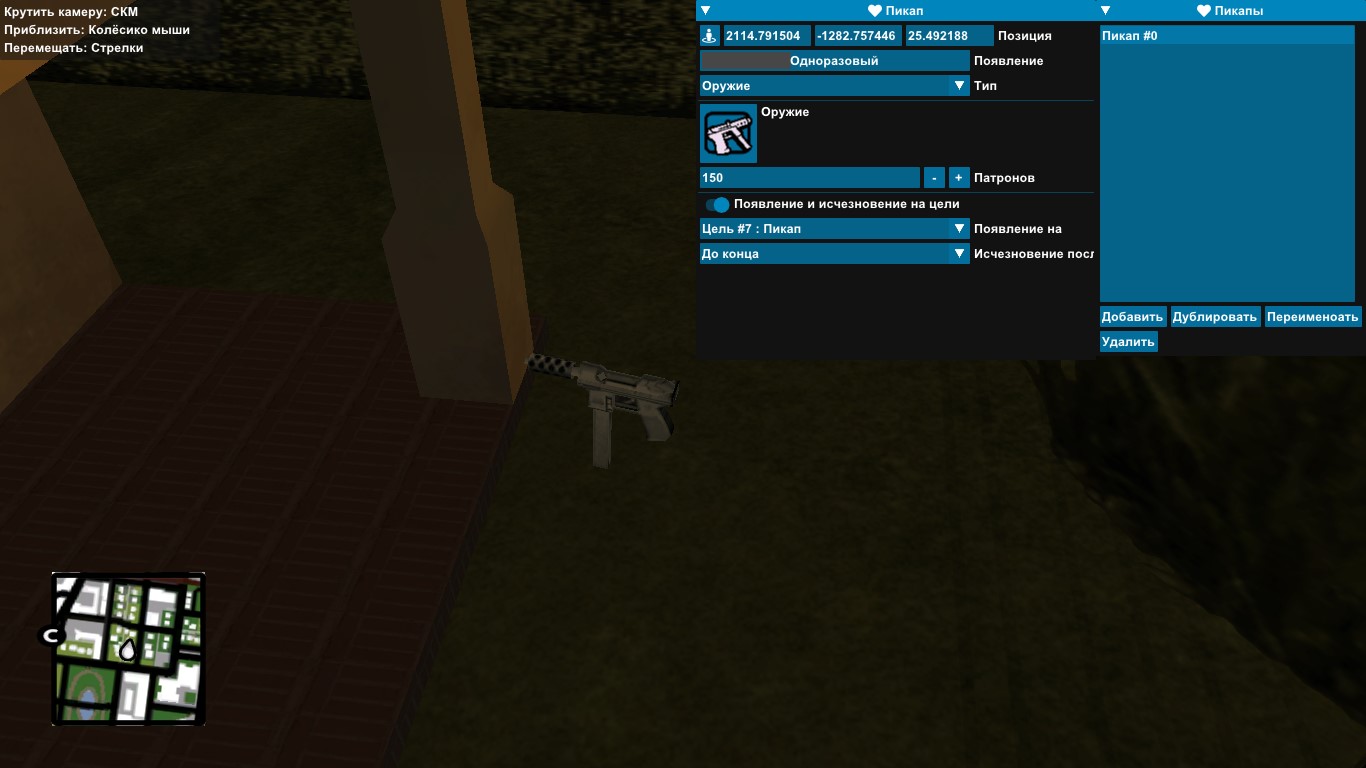 Крутить камеру: СКМ
Приблизить: Колёсико мыши
Перемещать: Стрелки
Пикап
2114.791504 -1282.757446 25.492188 Позиция
Одноразовый Появление
Оружие Тип
Оружие
150 - + Патронов
Появление и исчезновение на цели
Цель #7 : Пикап Появление на
До конца Исчезновение посл
Пикапы
Пикап #0
Добавить Дублировать Переименоать
Удалить
C